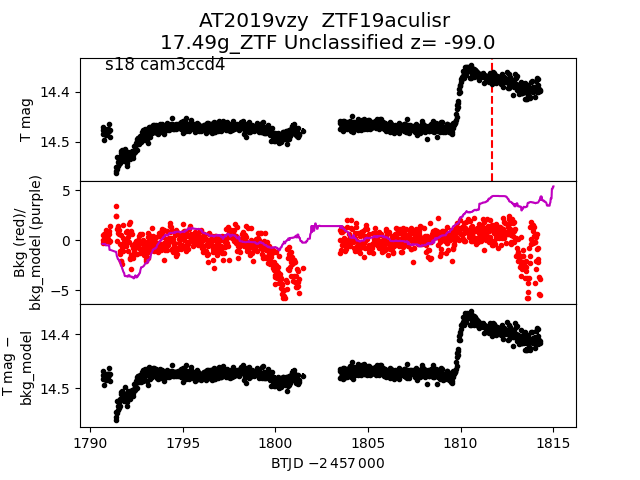 AT2019vzy  ZTF19aculisr
17.49g_ZTF Unclassified z= -99.0
s18 cam3ccd4
T mag
14.4
14.5
Bkg (red)/
bkg_model (purple)
5
0
−5
T mag −
bkg_model
14.4
14.5
1790
1795
1800
1805
1810
1815
BTJD −2 457 000